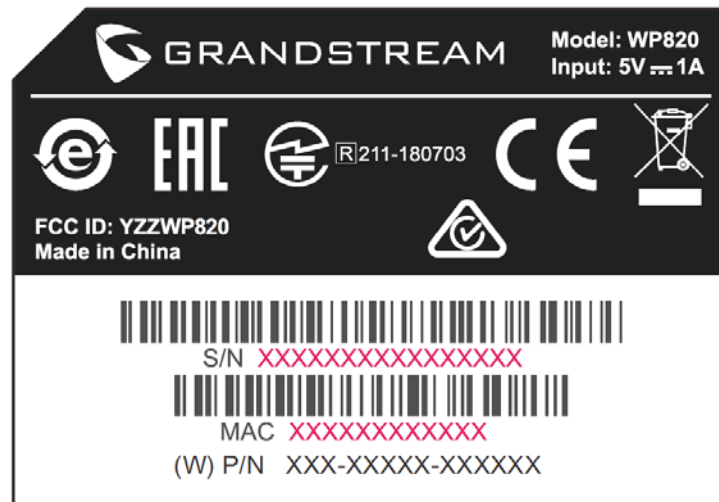 GRANDSTREAM
Model: WP820
Input: 5V ⎓ 1A
e EAC R 211-180703 CE
FCC ID: YZZWP820
Made in China
S/N XXXXXXXXXXXXXXXX
MAC XXXXXXXXXXXX
(W) P/N XXX-XXXXX-XXXXXX